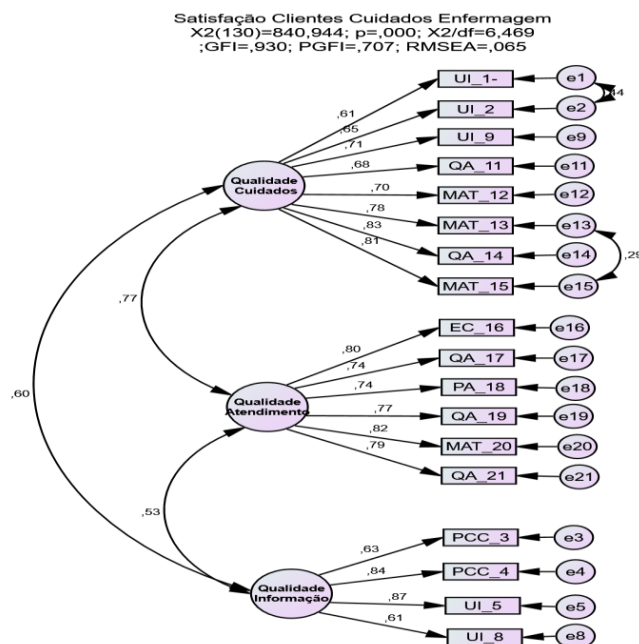 Satisfação Clientes Cuidados Enfermagem
X2(130)=840,944; p=,000; X2/df=6,469
;GFI=,930; PGFI=,707; RMSEA=,065
UI_1-
e1
,44
,61
UI_2
e2
,65
UI_9
e9
,71
QA_11
e11
,68
Qualidade
Cuidados
MAT_12
e12
,70
MAT_13
e13
,78
QA_14
e14
,83
,29
MAT_15
e15
,81
,77
EC_16
e16
,80
QA_17
e17
,74
PA_18
e18
,74
,60
Qualidade
Atendimento
QA_19
e19
,77
MAT_20
e20
,82
QA_21
e21
,79
,53
PCC_3
e3
,63
PCC_4
e4
,84
Qualidade
Informação
UI_5
e5
,87
UI_8
e8
,61